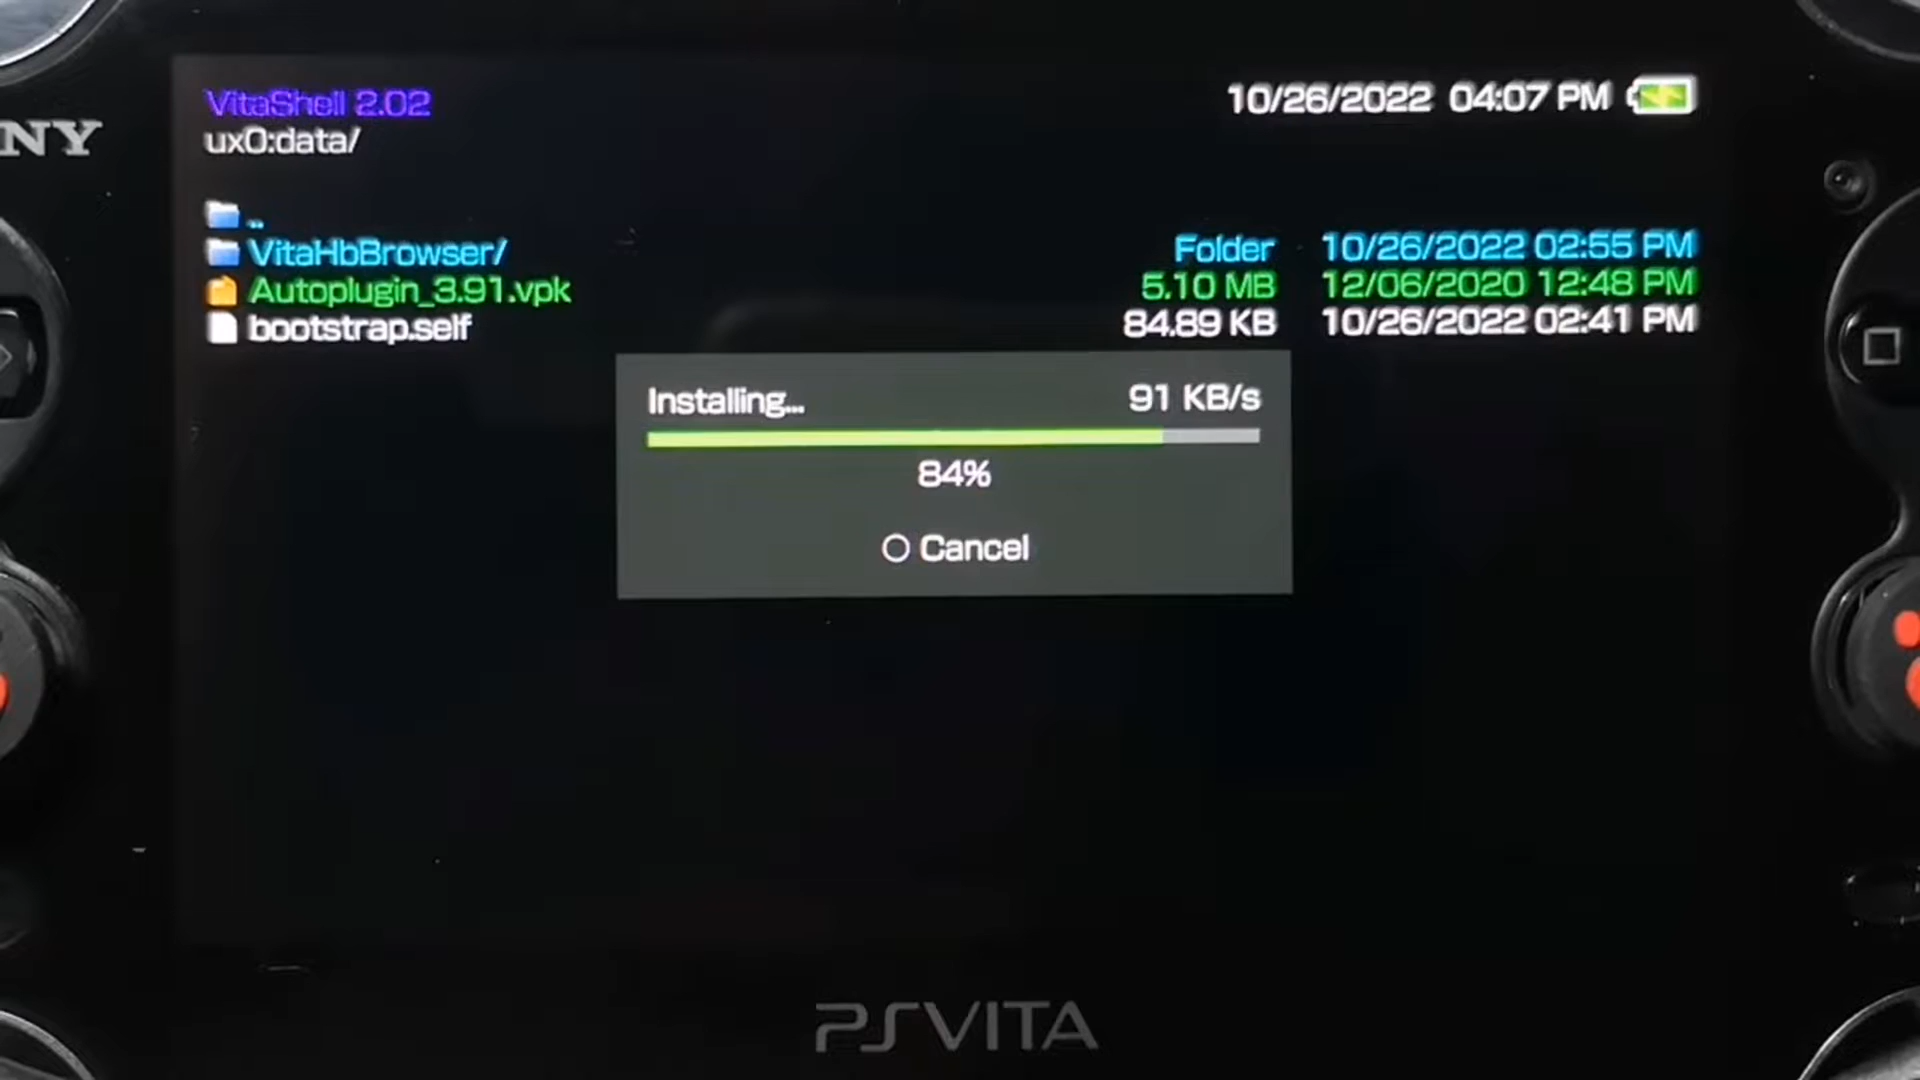 VitaShell 2.02
10/26/2022 04:07 PM
ux0:data/
NY
..
VitaHbBrowser/ Folder 10/26/2022 02:55 PM
Autoplugin_3.91.vpk 5.10 MB 12/06/2020 12:48 PM
bootstrap.self 84.89 KB 10/26/2022 02:41 PM
Installing... 91 KB/s
84%
Cancel
PSVITA